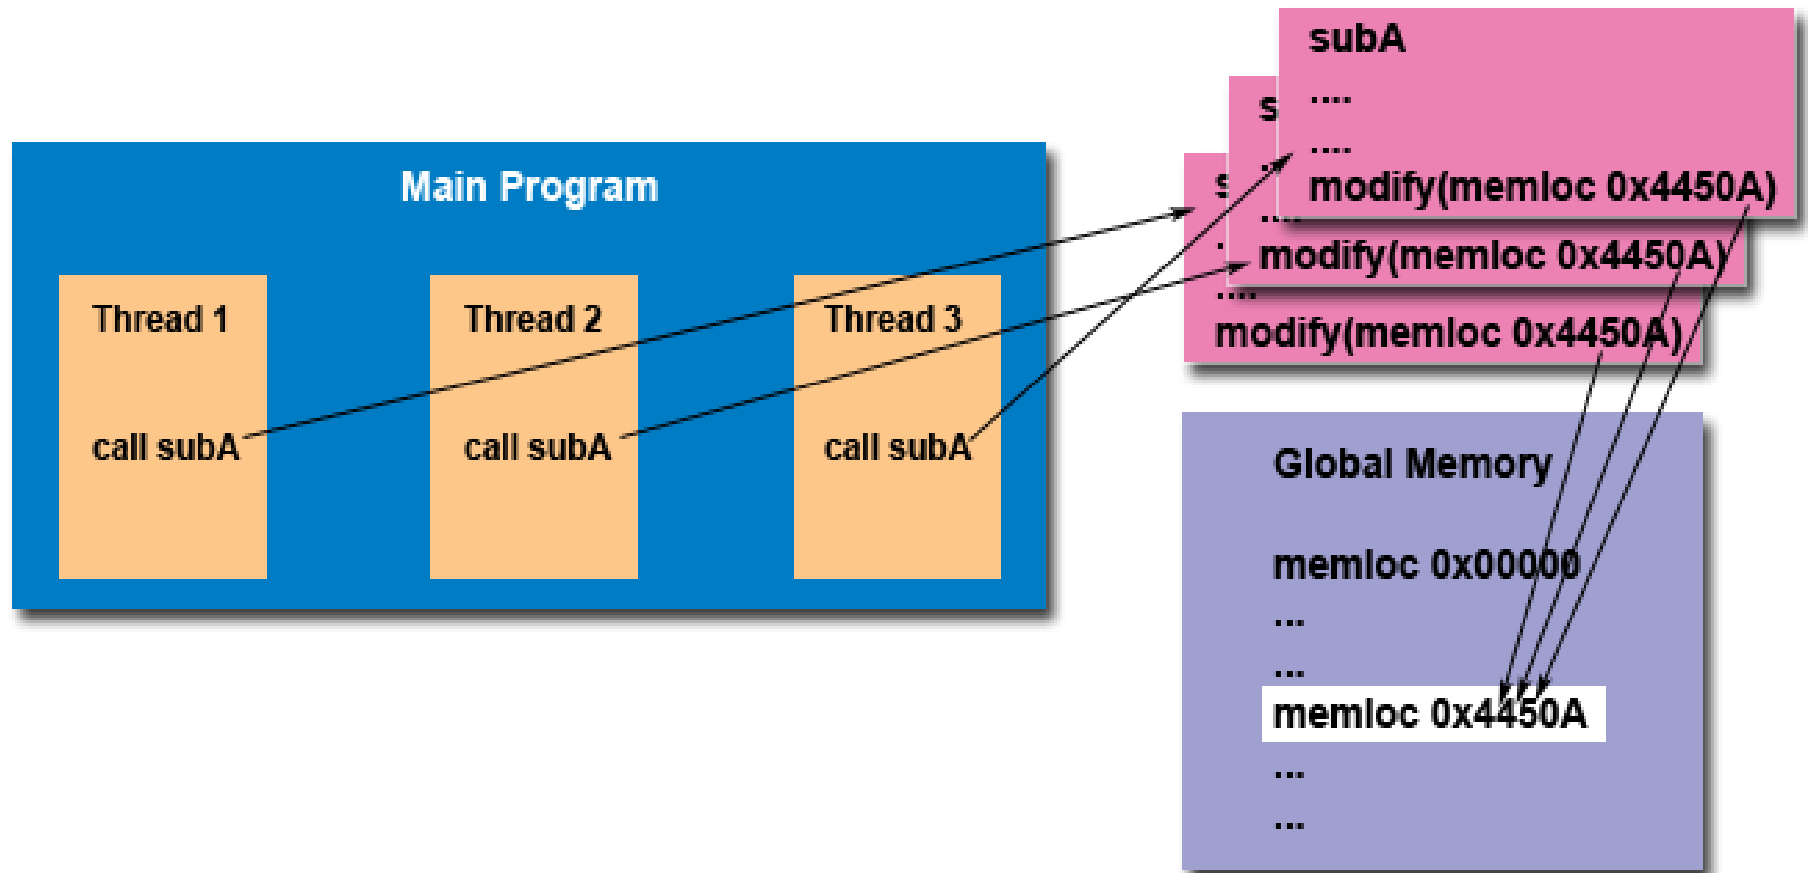 Main Program
Thread 1
call subA
Thread 2
call subA
Thread 3
call subA
subA
....
....
modify(memloc 0x4450A)
s
..
....
modify(memloc 0x4450A)
s
.
....
modify(memloc 0x4450A)
Global Memory
memloc 0x00000
...
...
memloc 0x4450A
...
...